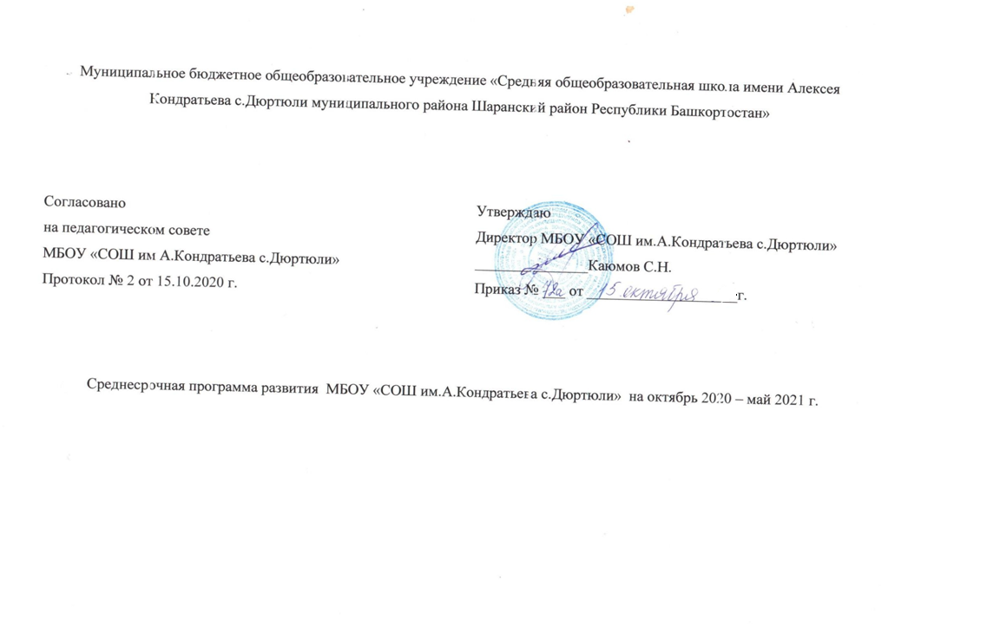 Муниципальное бюджетное общеобразовательное учреждение «Средняя общеобразовательная школа имени Алексея
Кондратьева с.Дюртюли муниципального района Шаранский район Республики Башкортостан»
Согласовано
на педагогическом совете
МБОУ «СОШ им А.Кондратьева с.Дюртюли»
Протокол № 2 от 15.10.2020 г.
Утверждаю
Директор МБОУ «СОШ им.А.Кондратьева с.Дюртюли»
_______________Каюмов С.Н.
Приказ № 72а от 15 октября г.
Среднесрочная программа развития МБОУ «СОШ им.А.Кондратьева с.Дюртюли» на октябрь 2020 – май 2021 г.